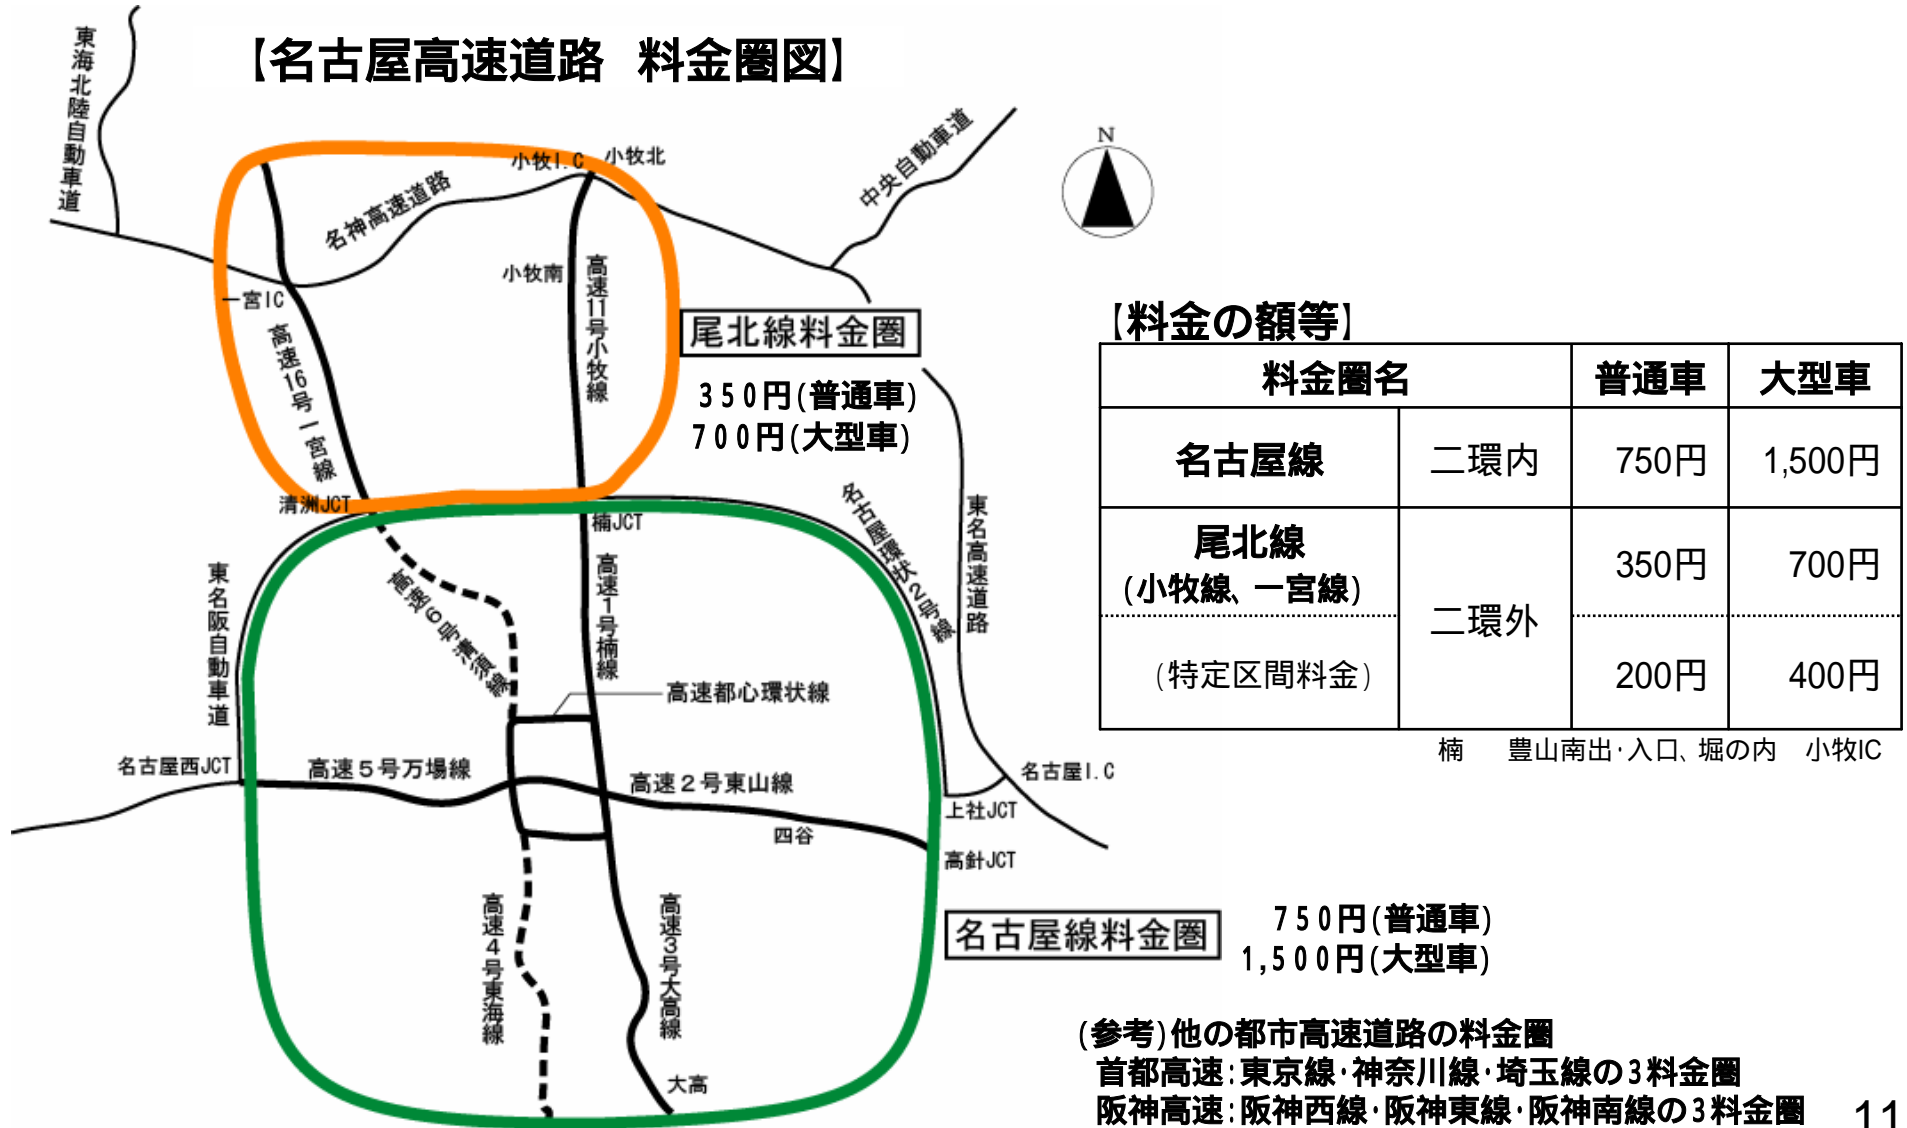 【名古屋高速道路　料金圏図】
東海北陸自動車道
小牧I.C
小牧北
中央自動車道
N
名神高速道路
小牧南
高速11号小牧線
一宮IC
高速16号一宮線
尾北線料金圏
350円(普通車)
700円(大型車)
清洲JCT
楠JCT
名古屋環状2号線
東名高速道路
東名阪自動車道
高速6号清須線
高速1号楠線
高速都心環状線
名古屋西JCT
高速5号万場線
高速2号東山線
名古屋I.C
上社JCT
四谷
高針JCT
高速4号東海線
高速3号大高線
大高
名古屋線料金圏
750円(普通車)
1,500円(大型車)
【料金の額等】
料金圏名 普通車 大型車
名古屋線 二環内 750円 1,500円
尾北線
(小牧線、一宮線) 二環外 350円 700円
(特定区間料金) 200円 400円
楠　豊山南出・入口、堀の内　小牧IC
(参考)他の都市高速道路の料金圏
首都高速:東京線・神奈川線・埼玉線の3料金圏
阪神高速:阪神西線・阪神東線・阪神南線の3料金圏
11